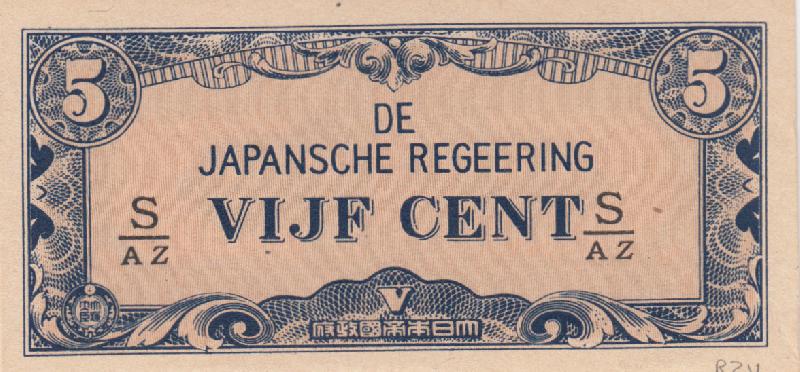 5 5
DE
JAPANSCHE REGEERING
S/AZ VIJF CENT S/AZ
V
府政國帝本日大